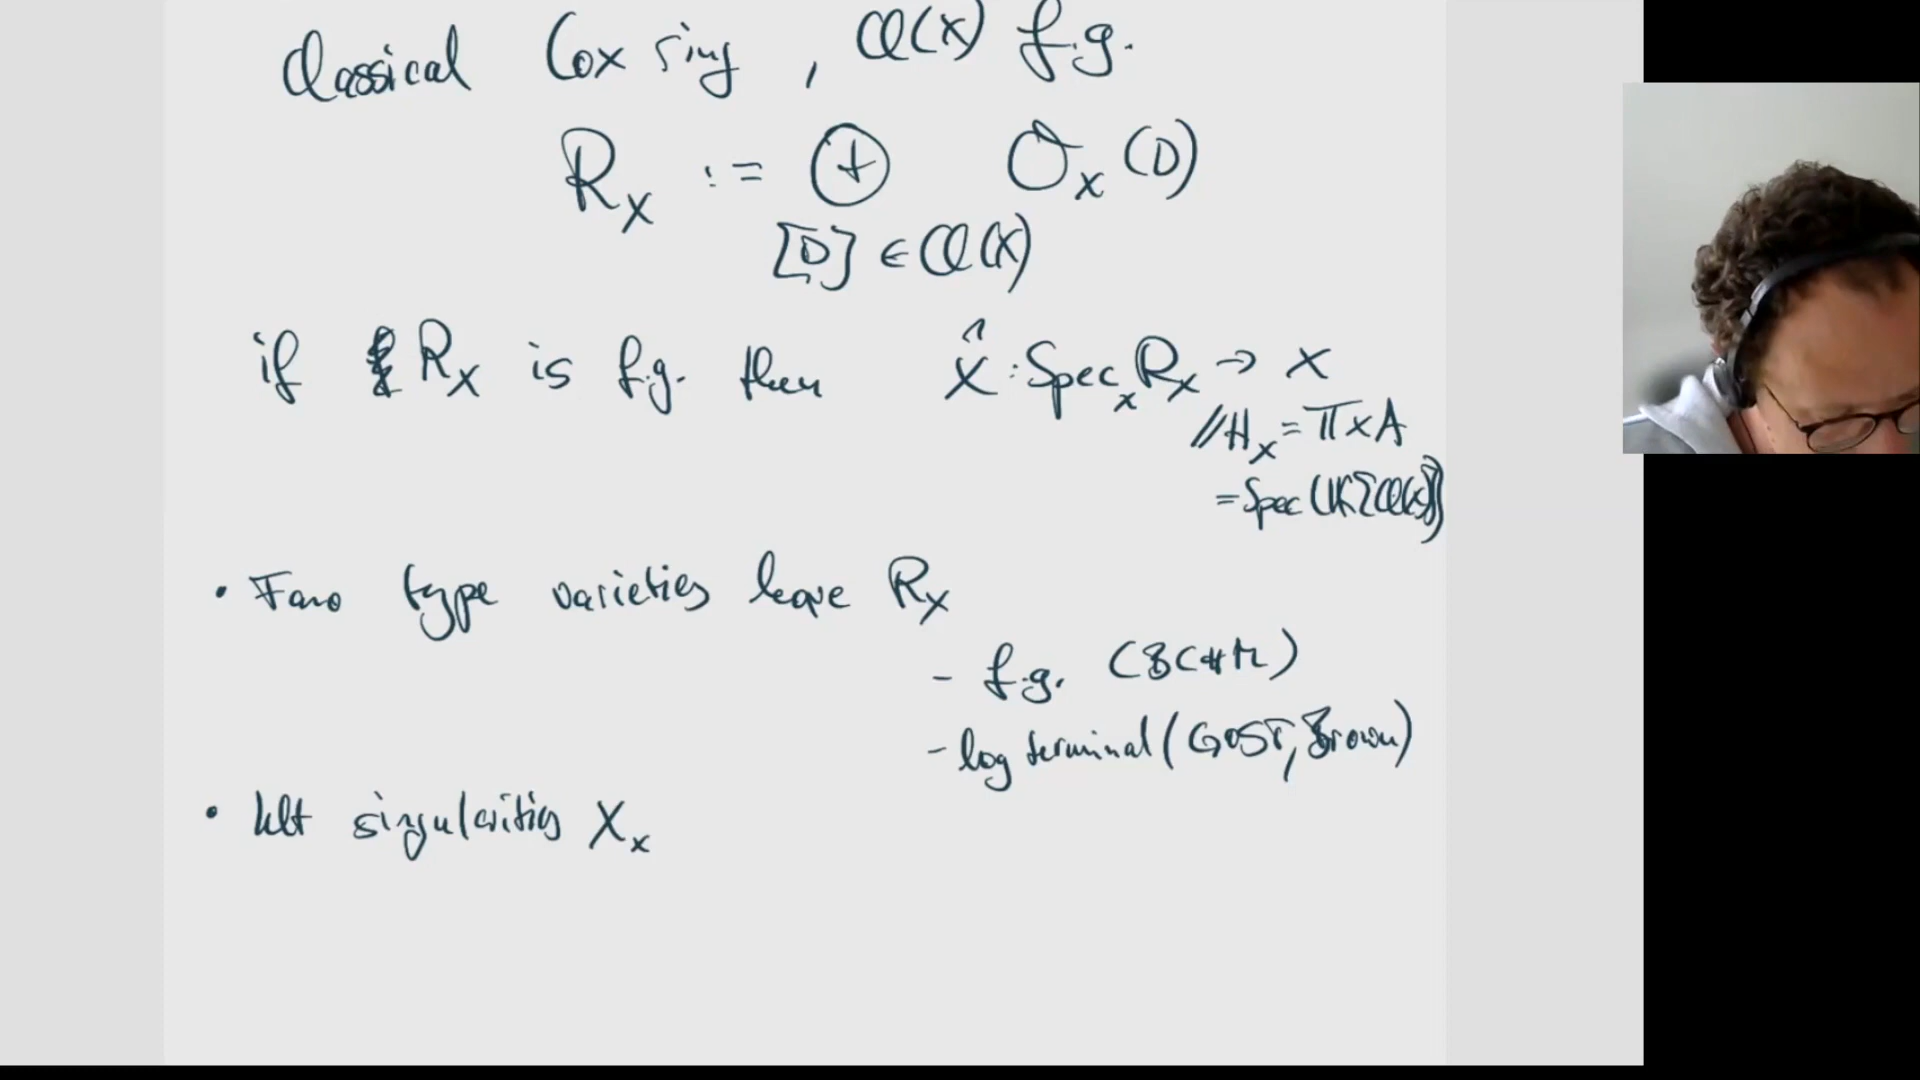 Classical Cox ring, Cl(X) f.g.
R_X := ⊕ O_X(D)
[D] ∈ Cl(X)
if R_X is f.g. then X̂ : Spec_X R_X → X
//H_X = 𝕋 × A
= Spec(𝕂[Cl(X)])
• Fano type varieties have R_X
- f.g. (BCHM)
- log terminal (GOST, Brown)
• klt singularities X_x